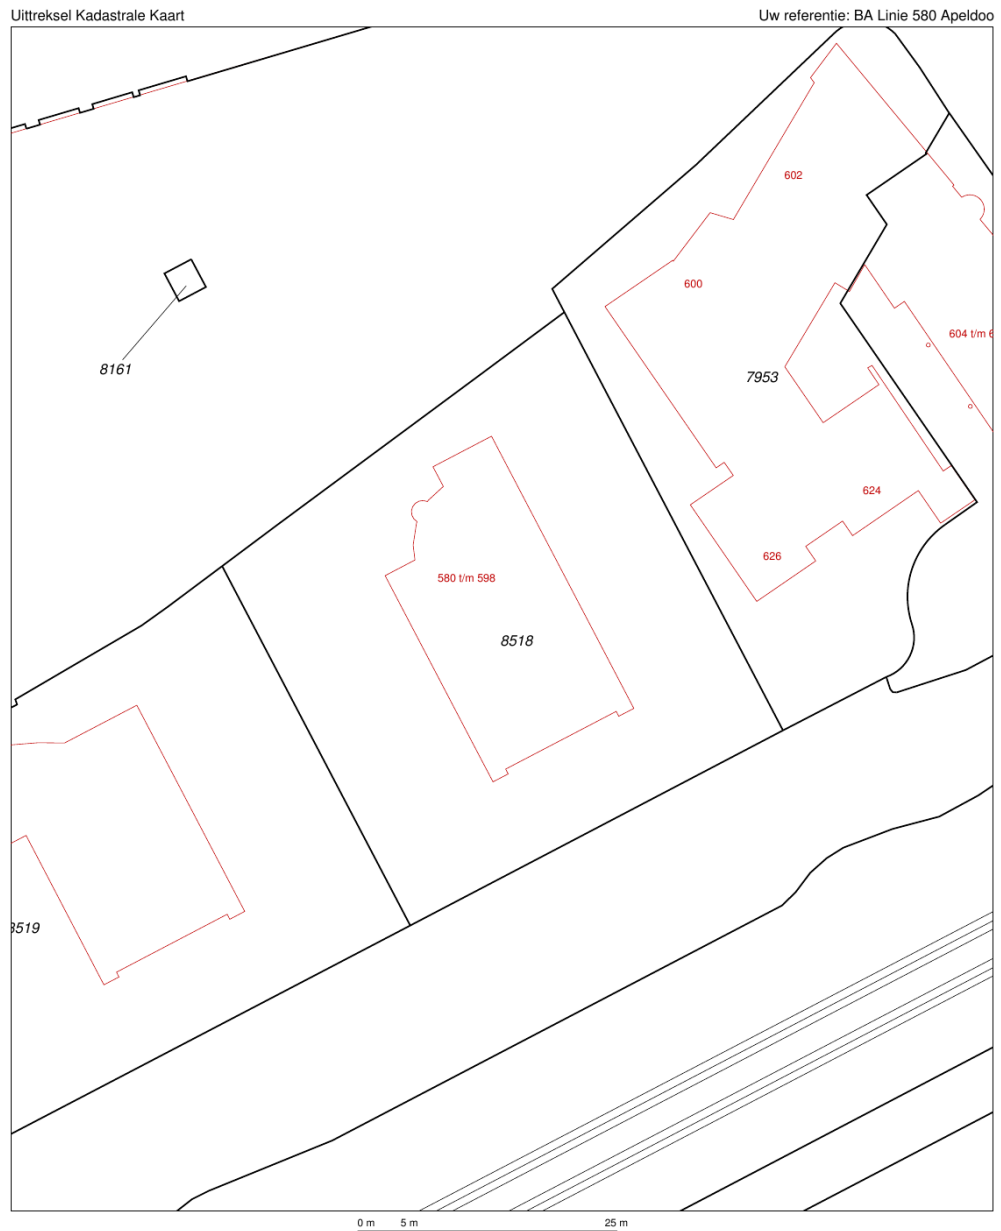 Uittreksel Kadastrale Kaart
Uw referentie: BA Linie 580 Apeldoo
602
600
8161
604 t/m 6
7953
624
626
580 t/m 598
8518
8519
0 m 5 m 25 m